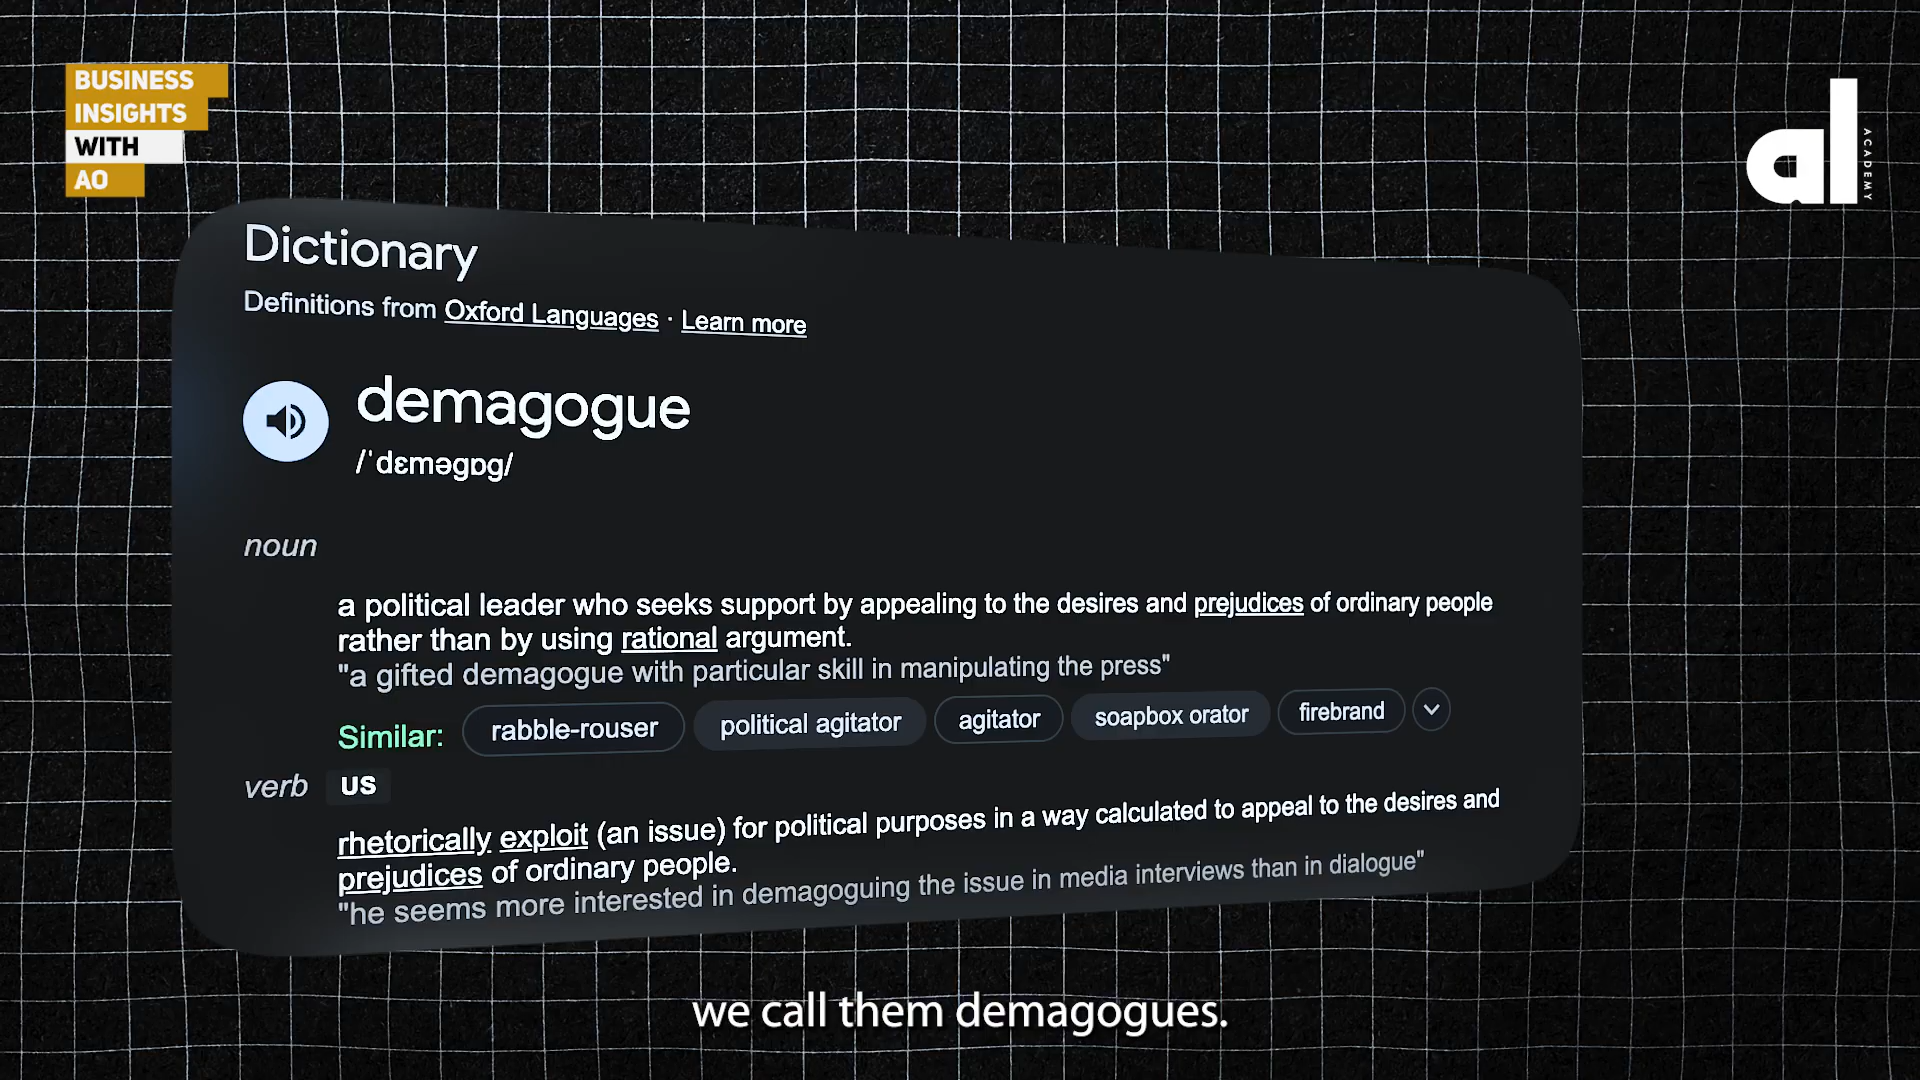 BUSINESS
INSIGHTS
WITH
AO
al
ACADEMY
Dictionary
Definitions from Oxford Languages · Learn more
demagogue
/ˈdɛməɡɒɡ/
noun
a political leader who seeks support by appealing to the desires and prejudices of ordinary people
rather than by using rational argument.
"a gifted demagogue with particular skill in manipulating the press"
Similar: rabble-rouser political agitator agitator soapbox orator firebrand
verb US
rhetorically exploit (an issue) for political purposes in a way calculated to appeal to the desires and
prejudices of ordinary people.
"he seems more interested in demagoguing the issue in media interviews than in dialogue"
we call them demagogues.